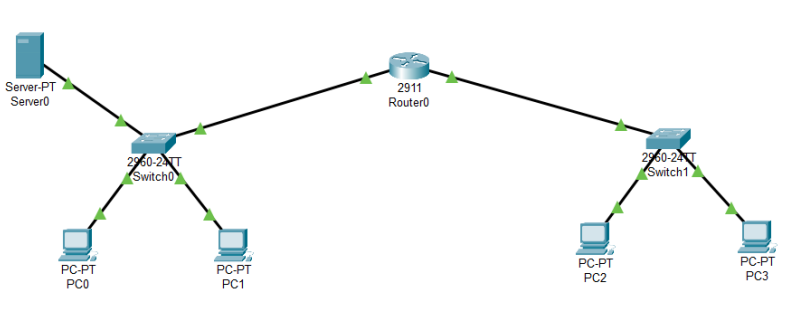 Server-PT
Server0
2911
Router0
2960-24TT
Switch0
2960-24TT
Switch1
PC-PT
PC0
PC-PT
PC1
PC-PT
PC2
PC-PT
PC3